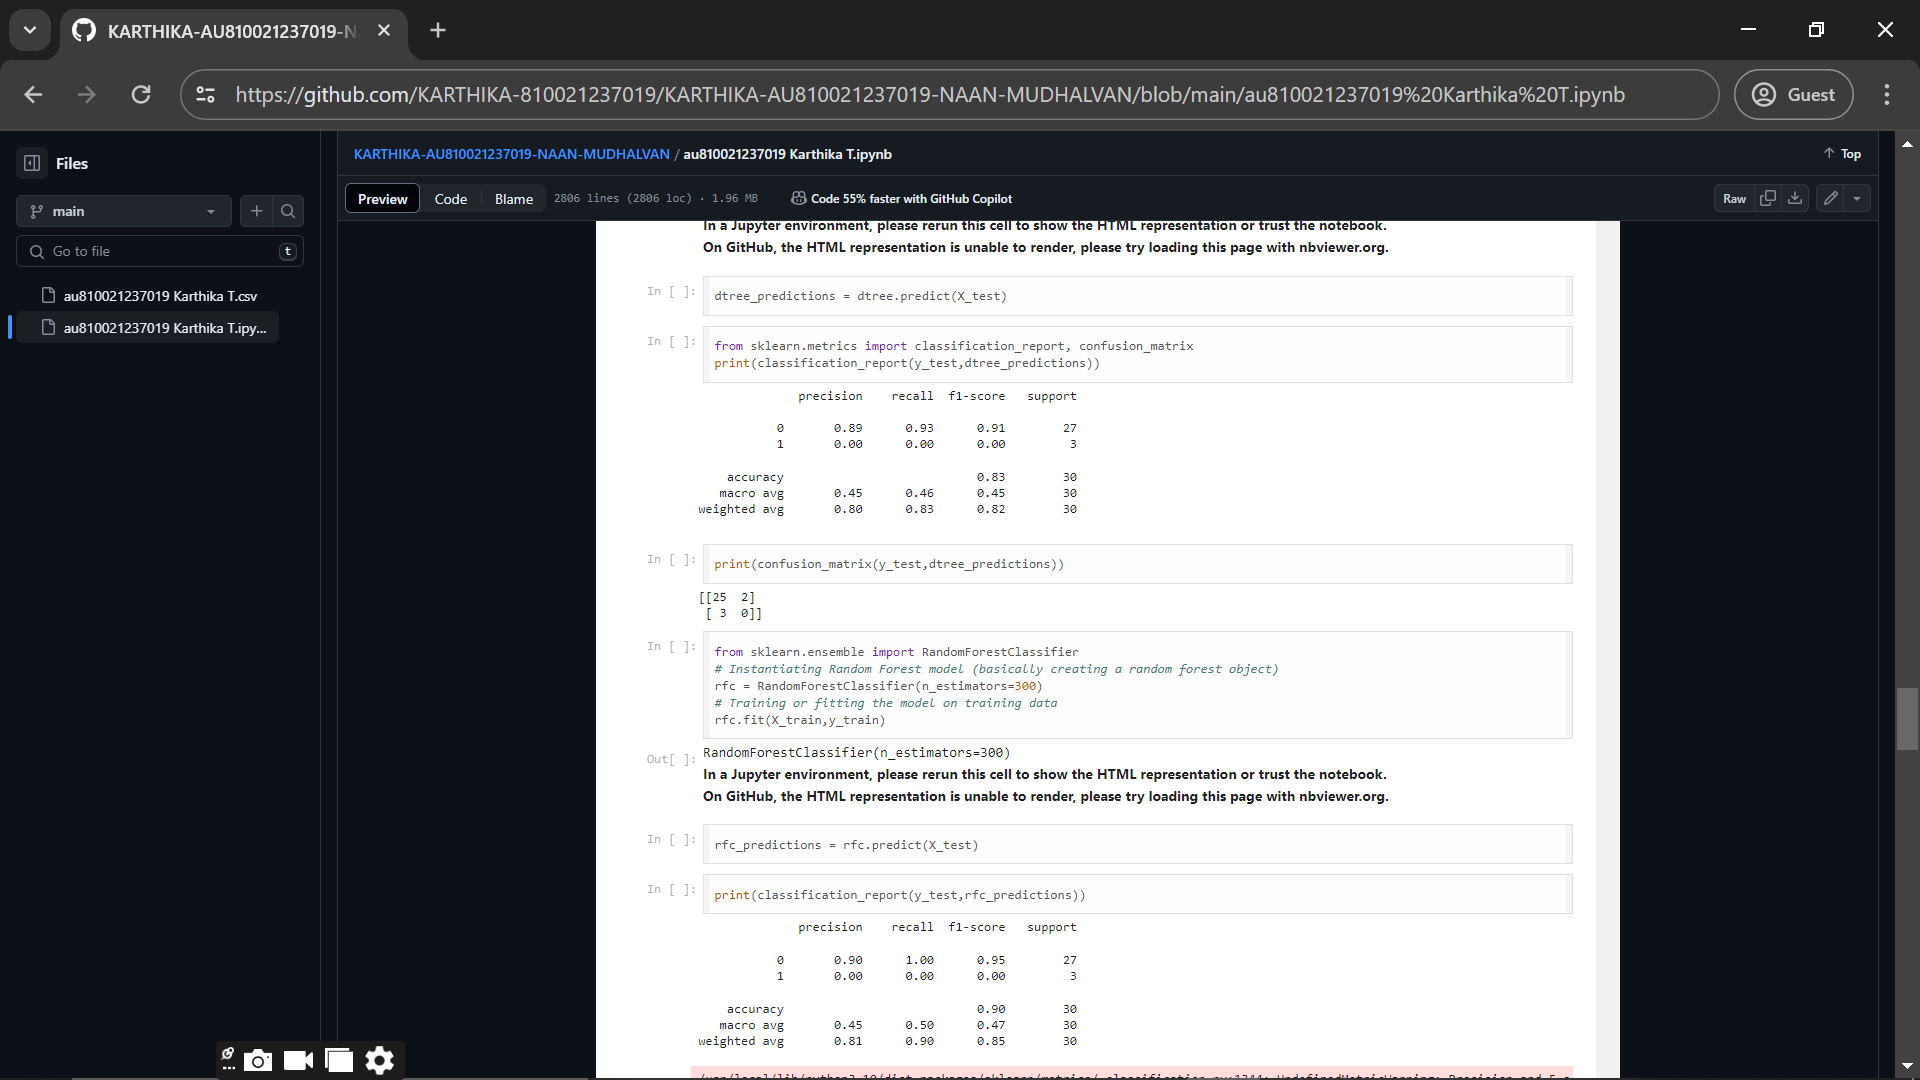 KARTHIKA-AU810021237019-N
https://github.com/KARTHIKA-810021237019/KARTHIKA-AU810021237019-NAAN-MUDHALVAN/blob/main/au810021237019%20Karthika%20T.ipynb
Guest
Files
KARTHIKA-AU810021237019-NAAN-MUDHALVAN / au810021237019 Karthika T.ipynb
Top
main
Preview Code Blame 2806 lines (2806 loc) · 1.96 MB Code 55% faster with GitHub Copilot Raw
Go to file t
au810021237019 Karthika T.csv
au810021237019 Karthika T.ipy...
In a Jupyter environment, please rerun this cell to show the HTML representation or trust the notebook.
On GitHub, the HTML representation is unable to render, please try loading this page with nbviewer.org.
In [ ]: dtree_predictions = dtree.predict(X_test)
In [ ]: from sklearn.metrics import classification_report, confusion_matrix
print(classification_report(y_test,dtree_predictions))
precision recall f1-score support
0 0.89 0.93 0.91 27
1 0.00 0.00 0.00 3
accuracy 0.83 30
macro avg 0.45 0.46 0.45 30
weighted avg 0.80 0.83 0.82 30
In [ ]: print(confusion_matrix(y_test,dtree_predictions))
[[25 2]
[ 3 0]]
In [ ]: from sklearn.ensemble import RandomForestClassifier
# Instantiating Random Forest model (basically creating a random forest object)
rfc = RandomForestClassifier(n_estimators=300)
# Training or fitting the model on training data
rfc.fit(X_train,y_train)
Out[ ]: RandomForestClassifier(n_estimators=300)
In a Jupyter environment, please rerun this cell to show the HTML representation or trust the notebook.
On GitHub, the HTML representation is unable to render, please try loading this page with nbviewer.org.
In [ ]: rfc_predictions = rfc.predict(X_test)
In [ ]: print(classification_report(y_test,rfc_predictions))
precision recall f1-score support
0 0.90 1.00 0.95 27
1 0.00 0.00 0.00 3
accuracy 0.90 30
macro avg 0.45 0.50 0.47 30
weighted avg 0.81 0.90 0.85 30